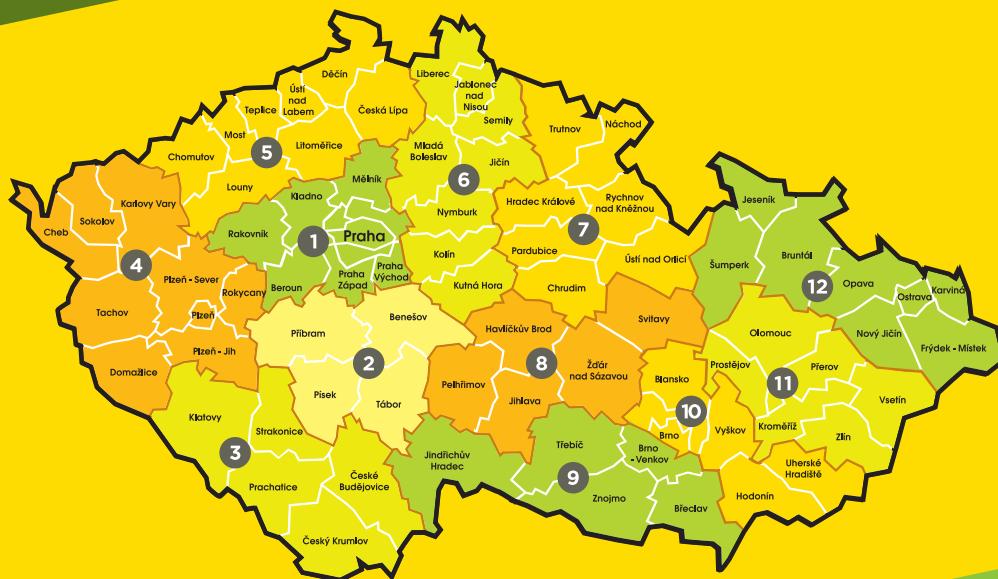 Děčín
Liberec
Ústí
nad
Labem
Teplice
Česká Lípa
Jablonec
nad
Nisou
Semily
Most
Litoměřice
5
Chomutov
Louny
Mladá
Boleslav
Jičín
6
Trutnov
Náchod
Mělník
Kladno
Nymburk
Hradec Králové
Rychnov
nad Kněžnou
7
Karlovy Vary
Sokolov
Cheb
4
Rakovník
1
Praha
Praha
Západ
Praha
Východ
Beroun
Kolín
Kutná Hora
Pardubice
Chrudim
Ústí nad Orlicí
Jeseník
Šumperk
Bruntál
12
Opava
Ostrava
Karviná
Nový Jičín
Frýdek - Místek
Plzeň - Sever
Rokycany
Tachov
Plzeň
Plzeň - Jih
Domažlice
Příbram
Benešov
2
Písek
Tábor
Havlíčkův Brod
8
Pelhřimov
Jihlava
Žďár
nad Sázavou
Svitavy
Olomouc
Prostějov
Přerov
11
Vsetín
Kroměříž
Zlín
Blansko
10
Brno
Vyškov
Uherské
Hradiště
Hodonín
Klatovy
Strakonice
3
Prachatice
České
Budějovice
Český Krumlov
Jindřichův
Hradec
Třebíč
9
Znojmo
Brno
- Venkov
Břeclav